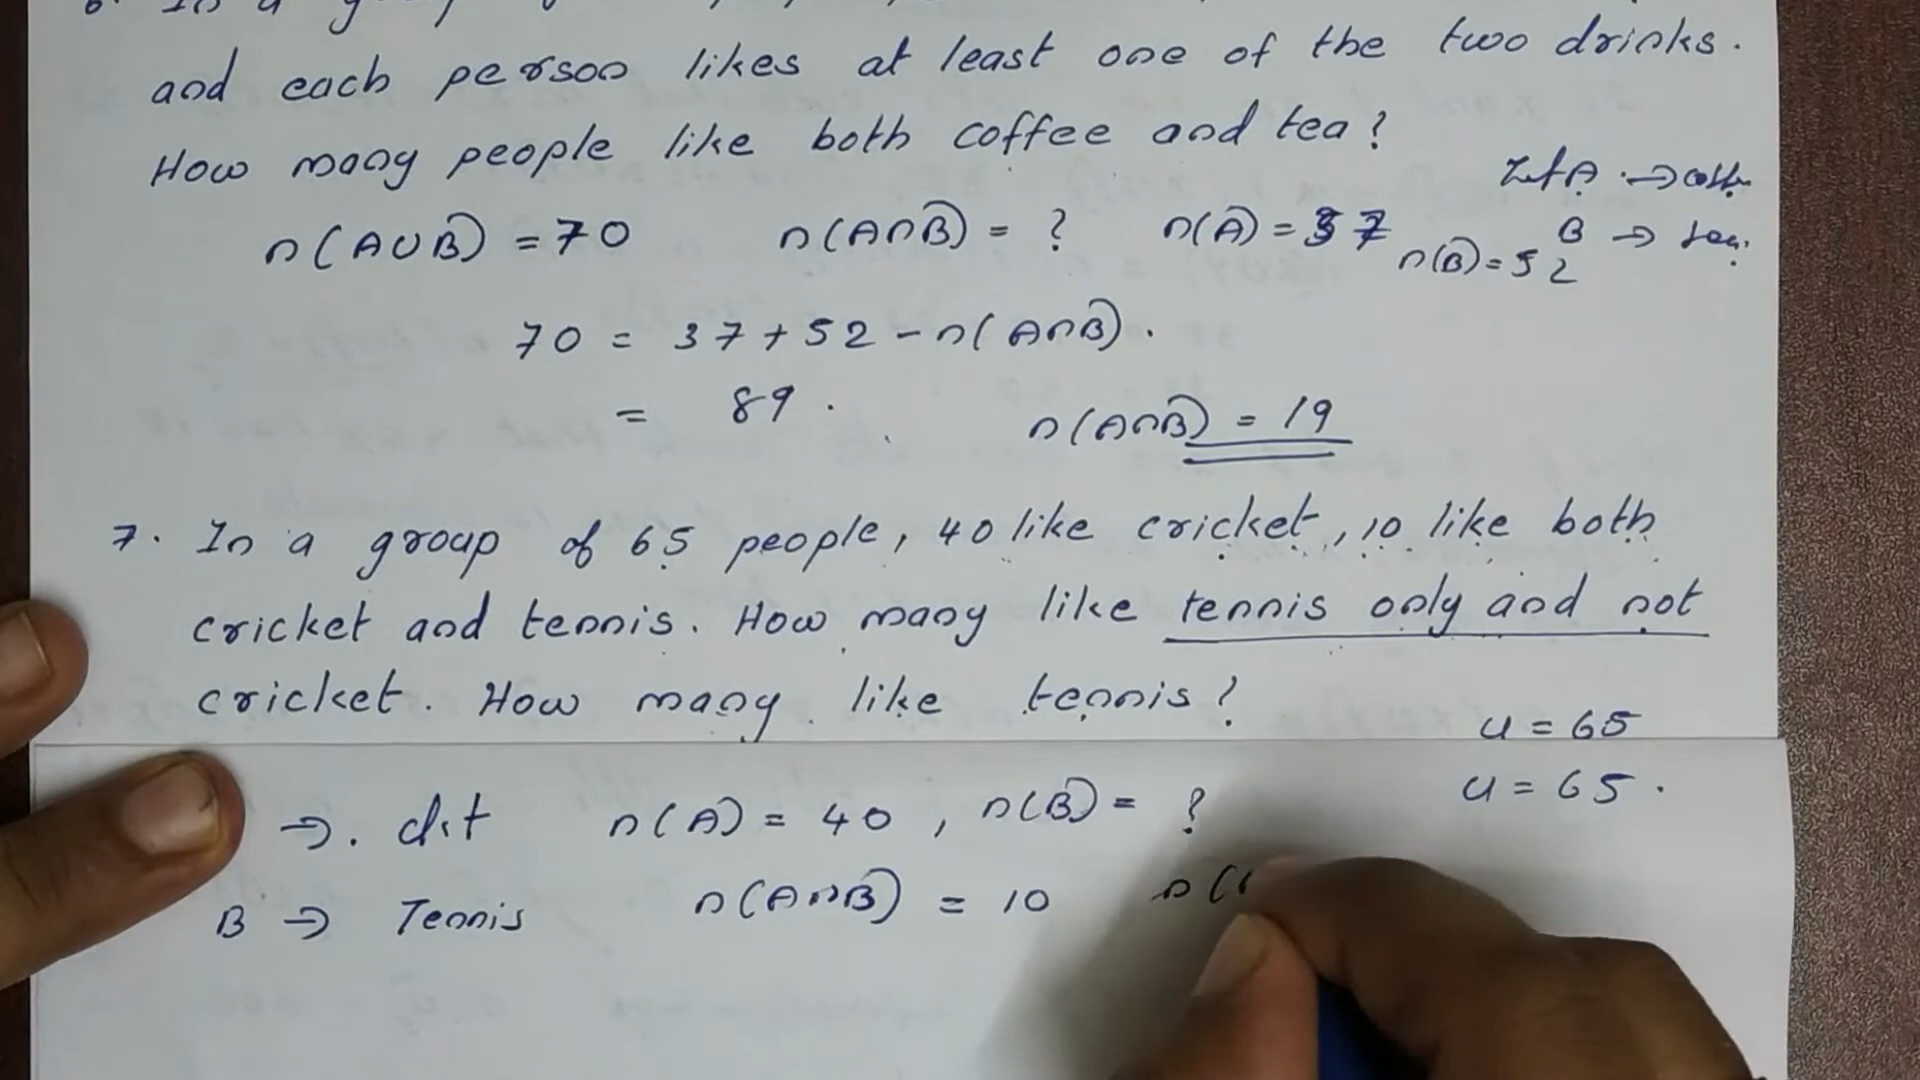 and each person likes at least one of the two drinks.
How many people like both coffee and tea?
Let A →
n(A∪B) = 70 n(A∩B) = ? n(A) = 37 B → tea.
n(B) = 52
70 = 37 + 52 - n(A∩B).
= 89. n(A∩B) = 19
7. In a group of 65 people, 40 like cricket, 10 like both
cricket and tennis. How many like tennis only and not
cricket. How many like tennis?
U = 65
→. n(A) = 40, n(B) = ? U = 65.
B → Tennis n(A∩B) = 10 n(